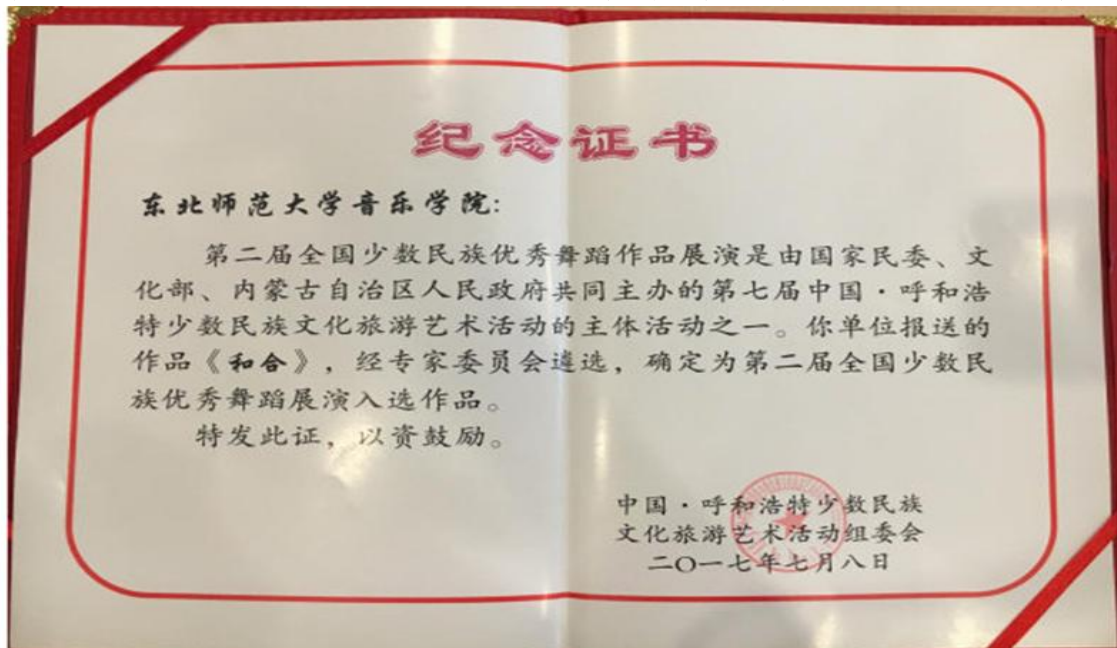 纪念证书
东北师范大学音乐学院：
第二届全国少数民族优秀舞蹈作品展演是由国家民委、文
化部、内蒙古自治区人民政府共同主办的第七届中国·呼和浩
特少数民族文化旅游艺术活动的主体活动之一。你单位报送的
作品《和合》，经专家委员会遴选，确定为第二届全国少数民
族优秀舞蹈展演入选作品。
特发此证，以资鼓励。
中国·呼和浩特少数民族
文化旅游艺术活动组委会
二〇一七年七月八日